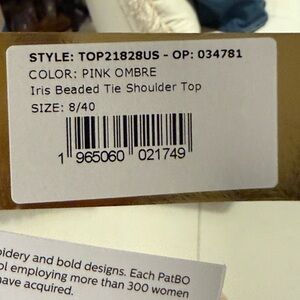 STYLE: TOP21828US - OP: 034781
COLOR: PINK OMBRE
Iris Beaded Tie Shoulder Top
SIZE: 8/40
1 965060 021749
oidery and bold designs. Each PatBO
ol employing more than 300 women
have acquired.